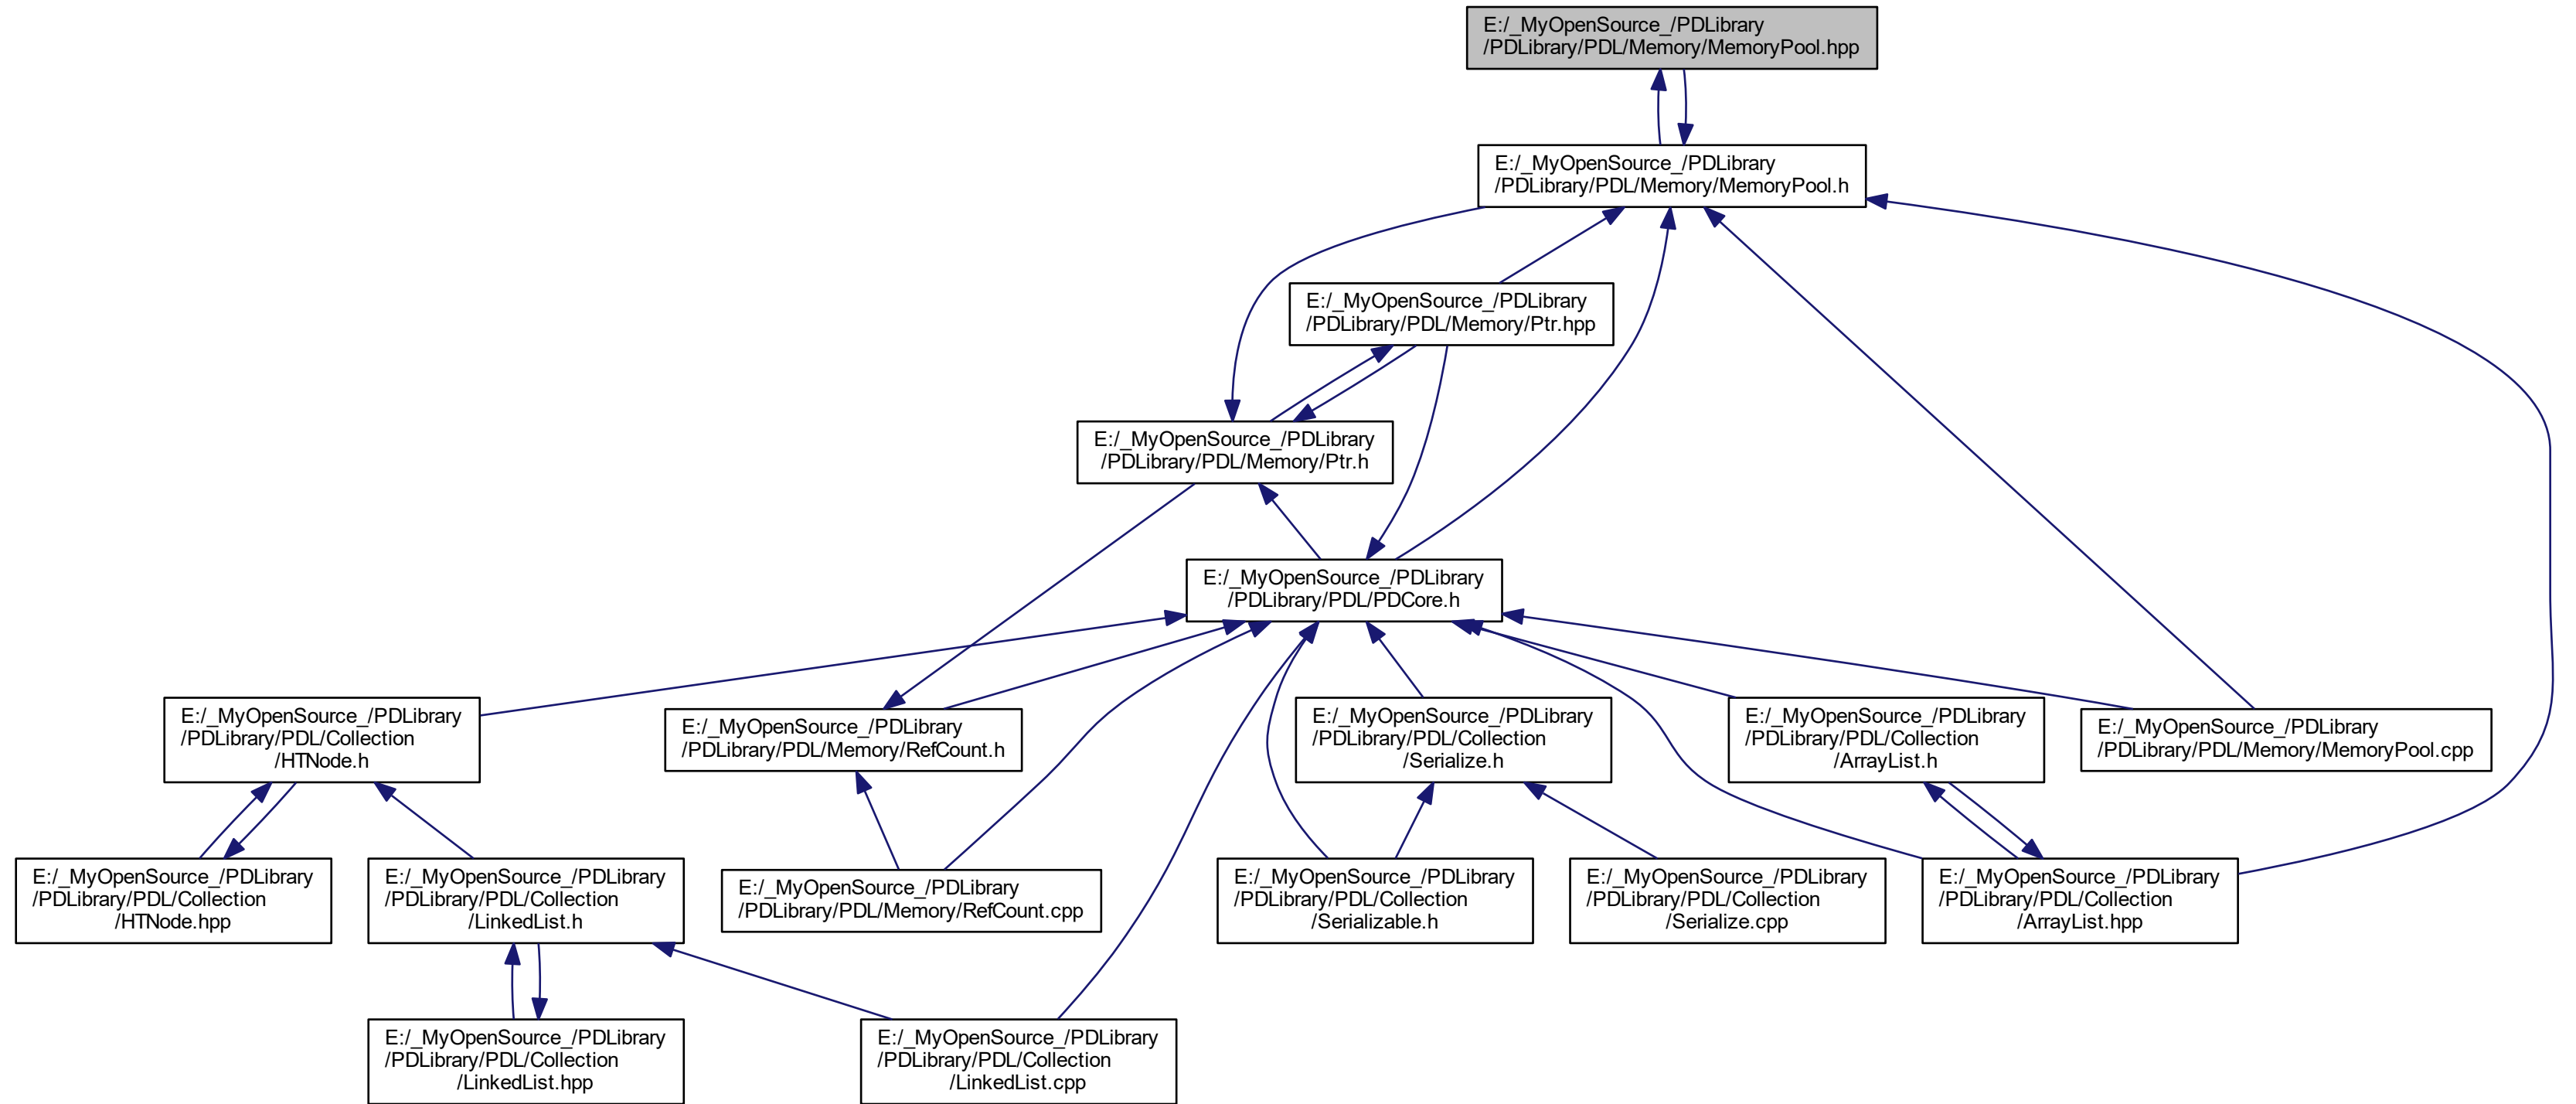 E:/_MyOpenSource_/PDLibrary
/PDLibrary/PDL/Memory/MemoryPool.hpp
E:/_MyOpenSource_/PDLibrary
/PDLibrary/PDL/Memory/MemoryPool.h
E:/_MyOpenSource_/PDLibrary
/PDLibrary/PDL/Memory/Ptr.hpp
E:/_MyOpenSource_/PDLibrary
/PDLibrary/PDL/Memory/Ptr.h
E:/_MyOpenSource_/PDLibrary
/PDLibrary/PDL/PDCore.h
E:/_MyOpenSource_/PDLibrary
/PDLibrary/PDL/Collection
/HTNode.h
E:/_MyOpenSource_/PDLibrary
/PDLibrary/PDL/Memory/RefCount.h
E:/_MyOpenSource_/PDLibrary
/PDLibrary/PDL/Collection
/Serialize.h
E:/_MyOpenSource_/PDLibrary
/PDLibrary/PDL/Collection
/ArrayList.h
E:/_MyOpenSource_/PDLibrary
/PDLibrary/PDL/Memory/MemoryPool.cpp
E:/_MyOpenSource_/PDLibrary
/PDLibrary/PDL/Collection
/HTNode.hpp
E:/_MyOpenSource_/PDLibrary
/PDLibrary/PDL/Collection
/LinkedList.h
E:/_MyOpenSource_/PDLibrary
/PDLibrary/PDL/Memory/RefCount.cpp
E:/_MyOpenSource_/PDLibrary
/PDLibrary/PDL/Collection
/Serializable.h
E:/_MyOpenSource_/PDLibrary
/PDLibrary/PDL/Collection
/Serialize.cpp
E:/_MyOpenSource_/PDLibrary
/PDLibrary/PDL/Collection
/ArrayList.hpp
E:/_MyOpenSource_/PDLibrary
/PDLibrary/PDL/Collection
/LinkedList.hpp
E:/_MyOpenSource_/PDLibrary
/PDLibrary/PDL/Collection
/LinkedList.cpp